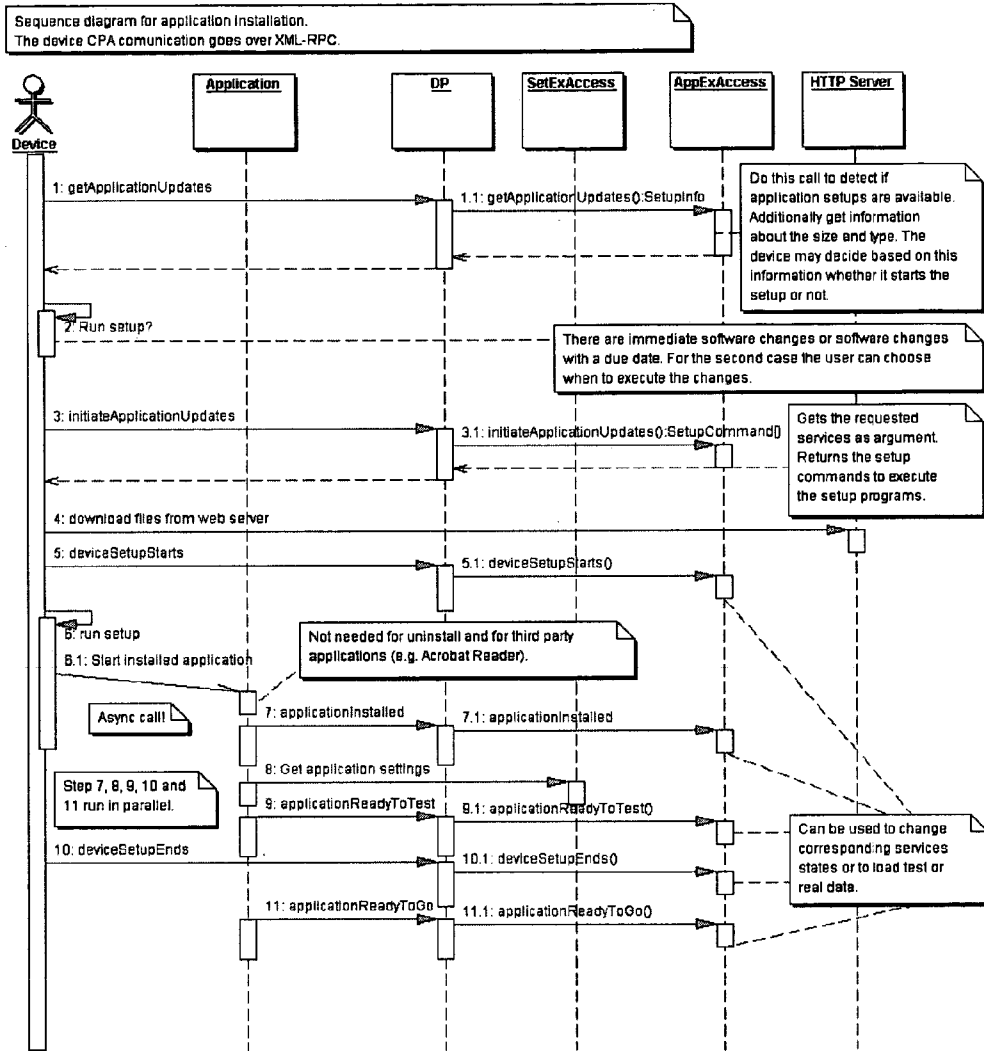 Sequence diagram for application installation.
The device CPA comunication goes over XML-RPC.
Device
Application
DP
SetExAccess
AppExAccess
HTTP Server
1: getApplicationUpdates
1.1: getApplicationUpdates():SetupInfo
Do this call to detect if
application setups are available.
Additionally get information
about the size and type. The
device may decide based on this
information whether it starts the
setup or not.
2: Run setup?
There are immediate software changes or software changes
with a due date. For the second case the user can choose
when to execute the changes.
3: initiateApplicationUpdates
3.1: initiateApplicationUpdates():SetupCommand[]
Gets the requested
services as argument.
Returns the setup
commands to execute
the setup programs.
4: download files from web server
5: deviceSetupStarts
5.1: deviceSetupStarts()
6: run setup
6.1: Start installed application
Not needed for uninstall and for third party
applications (e.g. Acrobat Reader).
Async call!
7: applicationInstalled
7.1: applicationInstalled
8: Get application settings
Step 7, 8, 9, 10 and
11 run in parallel.
9: applicationReadyToTest
9.1: applicationReadyToTest()
10: deviceSetupEnds
10.1: deviceSetupEnds()
Can be used to change
corresponding services
states or to load test or
real data.
11: applicationReadyToGo
11.1: applicationReadyToGo()